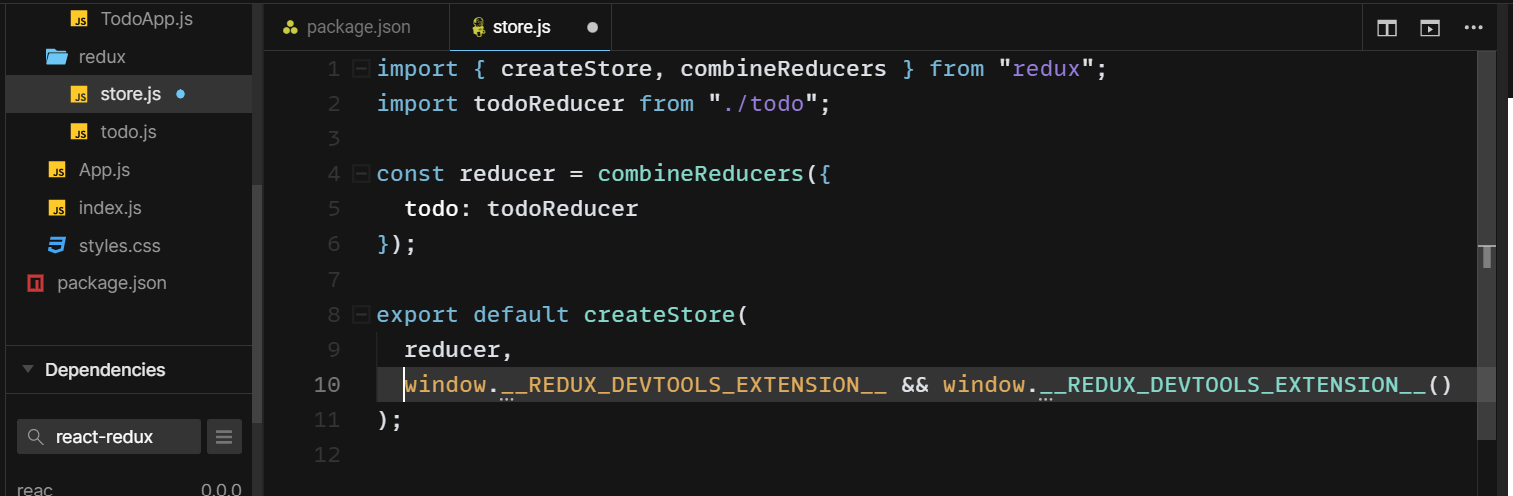 TodoApp.js
redux
store.js
todo.js
App.js
index.js
styles.css
package.json
Dependencies
react-redux
reac 0.0.0
package.json
store.js
1 import { createStore, combineReducers } from "redux";
2 import todoReducer from "./todo";
3
4 const reducer = combineReducers({
5 todo: todoReducer
6 });
7
8 export default createStore(
9 reducer,
10 window.__REDUX_DEVTOOLS_EXTENSION__ && window.__REDUX_DEVTOOLS_EXTENSION__()
11 );
12